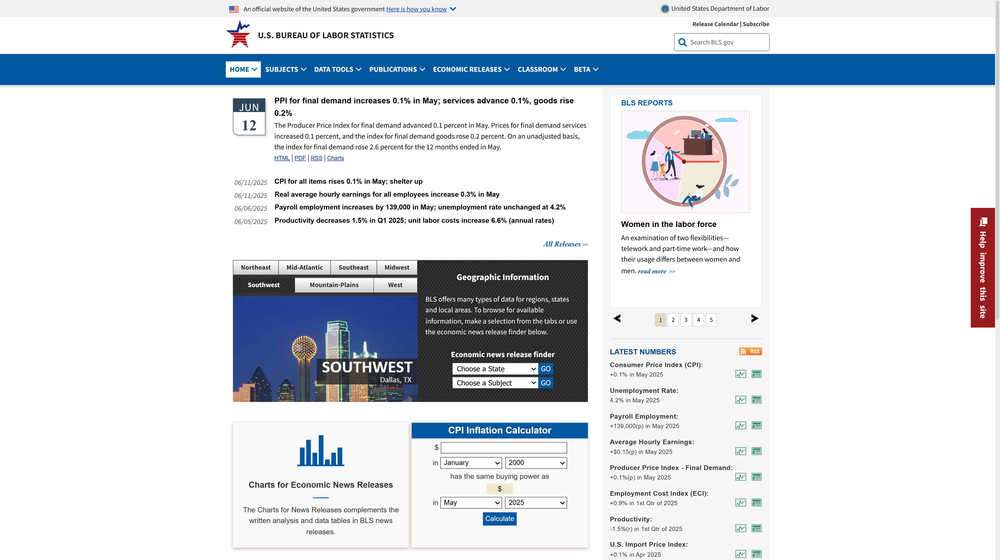 An official website of the United States government Here is how you know
United States Department of Labor
U.S. BUREAU OF LABOR STATISTICS
Release Calendar | Subscribe
Search BLS.gov
HOME SUBJECTS DATA TOOLS PUBLICATIONS ECONOMIC RELEASES CLASSROOM BETA
JUN
12
PPI for final demand increases 0.1% in May; services advance 0.1%, goods rise
0.2%
The Producer Price Index for final demand advanced 0.1 percent in May. Prices for final demand services
increased 0.1 percent, and the index for final demand goods rose 0.2 percent. On an unadjusted basis,
the index for final demand rose 2.6 percent for the 12 months ended in May.
HTML | PDF | RSS | Charts
06/11/2025 CPI for all items rises 0.1% in May; shelter up
06/11/2025 Real average hourly earnings for all employees increase 0.3% in May
06/06/2025 Payroll employment increases by 139,000 in May; unemployment rate unchanged at 4.2%
06/05/2025 Productivity decreases 1.5% in Q1 2025; unit labor costs increase 6.6% (annual rates)
All Releases >>
Northeast Mid-Atlantic Southeast Midwest
Southwest Mountain-Plains West
SOUTHWEST
Dallas, TX
Geographic Information
BLS offers many types of data for regions, states
and local areas. To browse for available
information, make a selection from the tabs or use
the economic news release finder below.
Economic news release finder
Choose a State GO
Choose a Subject GO
Charts for Economic News Releases
The Charts for News Releases complements the
written analysis and data tables in BLS news
releases.
CPI Inflation Calculator
$
in January 2000
has the same buying power as
$
in May 2025
Calculate
BLS REPORTS
Women in the labor force
An examination of two flexibilities—
telework and part-time work—and how
their usage differs between women and
men. read more >>
1 2 3 4 5
LATEST NUMBERS RSS
Consumer Price Index (CPI):
+0.1% in May 2025
Unemployment Rate:
4.2% in May 2025
Payroll Employment:
+139,000(p) in May 2025
Average Hourly Earnings:
+$0.15(p) in May 2025
Producer Price Index - Final Demand:
+0.1%(p) in May 2025
Employment Cost Index (ECI):
+0.9% in 1st Qtr of 2025
Productivity:
-1.5%(r) in 1st Qtr of 2025
U.S. Import Price Index:
+0.1% in Apr 2025
Help improve this site